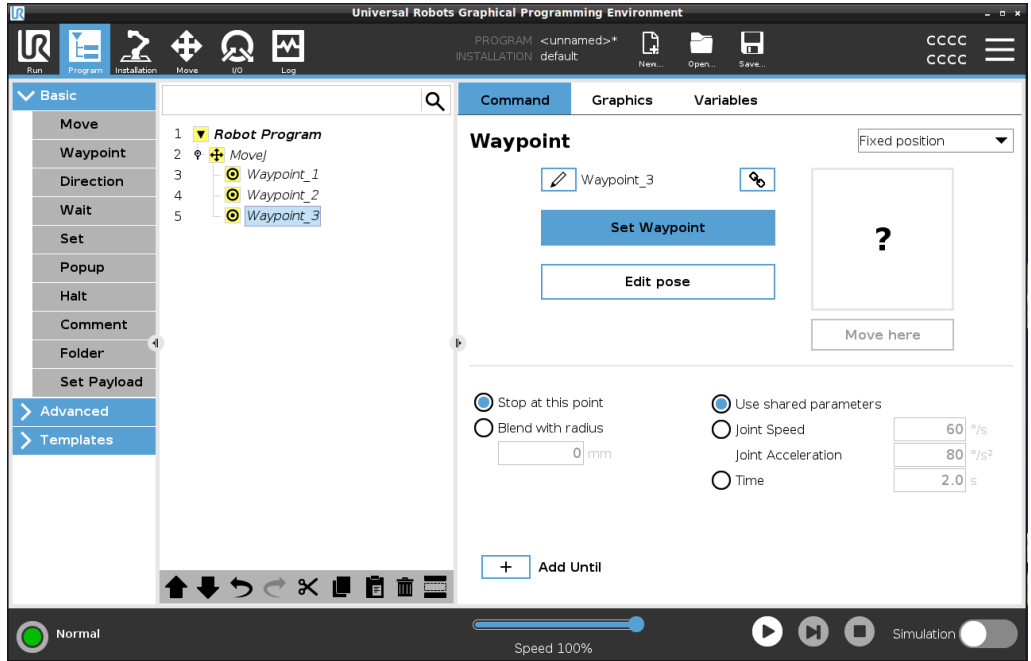 Universal Robots Graphical Programming Environment
UR
Run
Program
Installation
Move
I/O
Log
PROGRAM <unnamed>*
INSTALLATION default
New...
Open...
Save...
CCCC
CCCC
Basic
Move
Waypoint
Direction
Wait
Set
Popup
Halt
Comment
Folder
Set Payload
Advanced
Templates
1 Robot Program
2 MoveJ
3 Waypoint_1
4 Waypoint_2
5 Waypoint_3
Command Graphics Variables
Waypoint
Fixed position
Waypoint_3
Set Waypoint
Edit pose
?
Move here
Stop at this point
Blend with radius
0 mm
Use shared parameters
Joint Speed 60 °/s
Joint Acceleration 80 °/s²
Time 2.0 s
+ Add Until
Normal
Speed 100%
Simulation